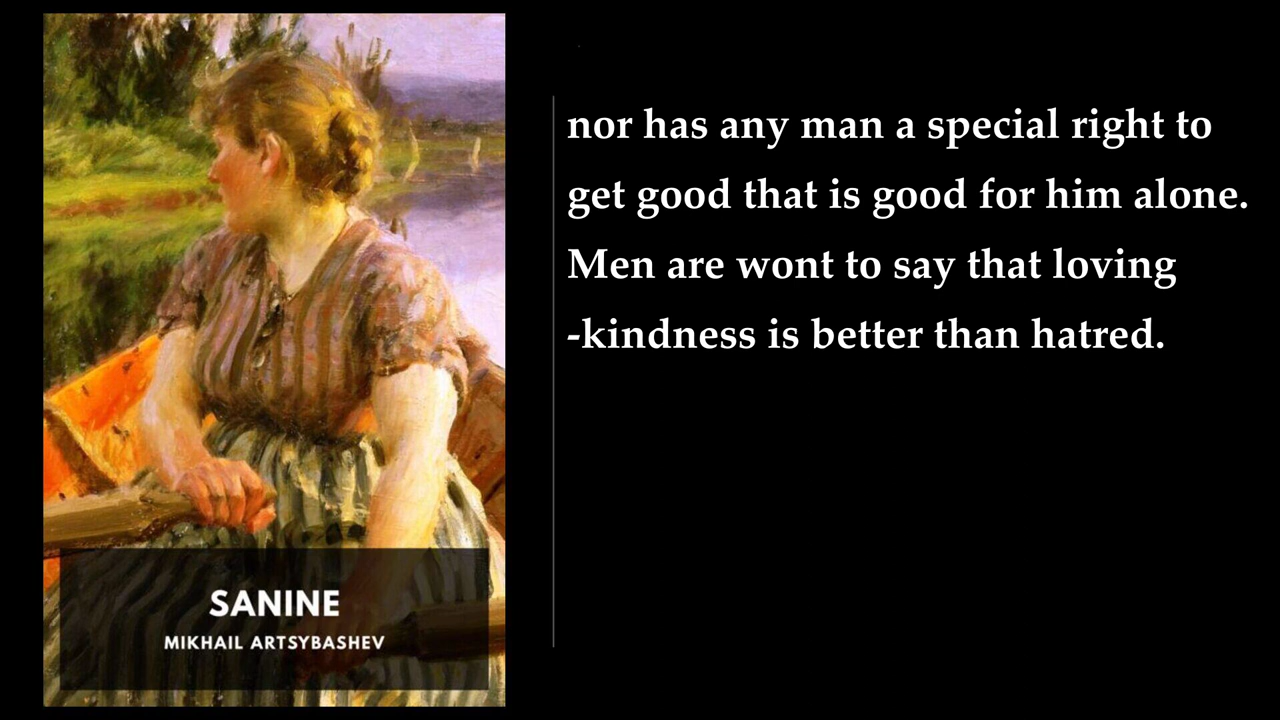 SANINE
MIKHAIL ARTSYBASHEV
nor has any man a special right to
get good that is good for him alone.
Men are wont to say that loving
-kindness is better than hatred.